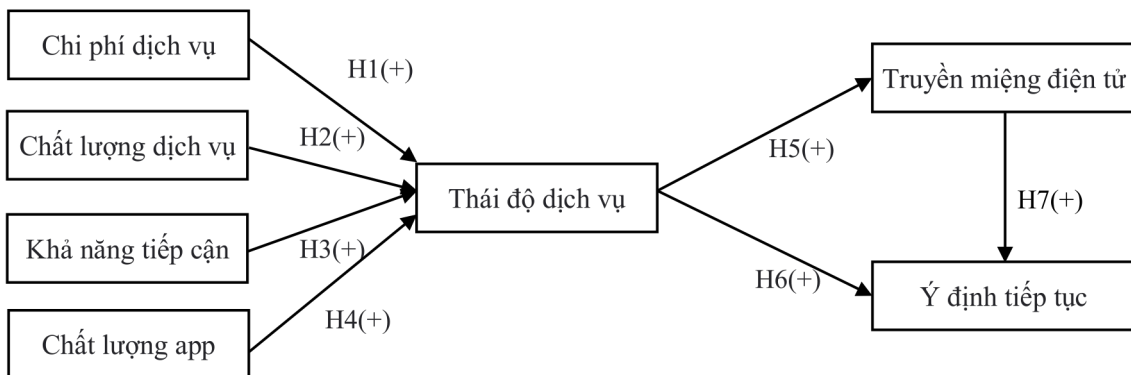 Chi phí dịch vụ
H1(+)
Chất lượng dịch vụ
H2(+)
Khả năng tiếp cận
H3(+)
Chất lượng app
H4(+)
Thái độ dịch vụ
H5(+)
H6(+)
Truyền miệng điện tử
H7(+)
Ý định tiếp tục